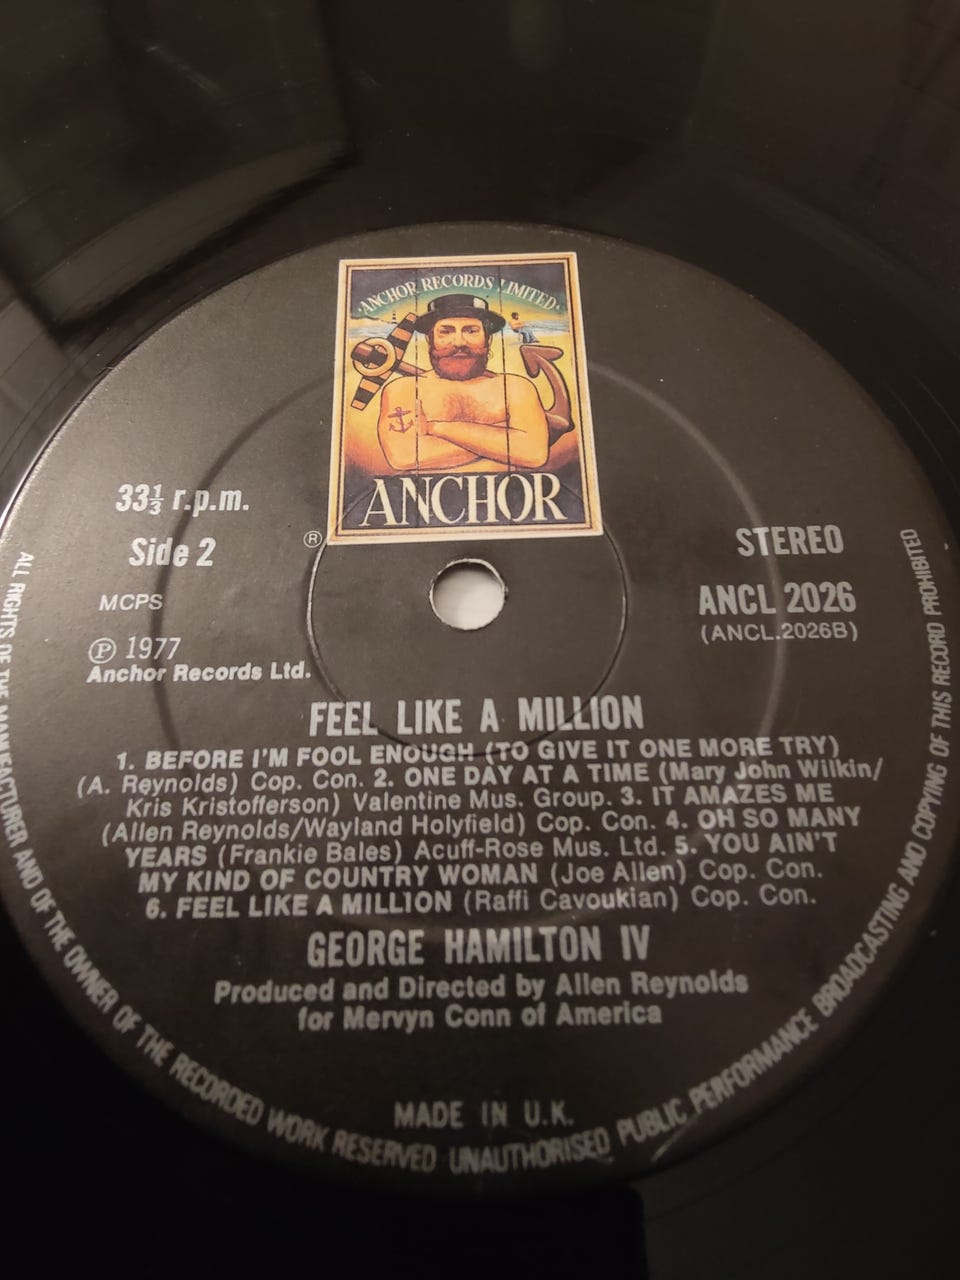 ANCHOR RECORDS LIMITED
ANCHOR
®
33⅓ r.p.m.
Side 2
MCPS
℗ 1977
Anchor Records Ltd.
STEREO
ANCL 2026
(ANCL.2026B)
FEEL LIKE A MILLION
1. BEFORE I'M FOOL ENOUGH (TO GIVE IT ONE MORE TRY)
(A. Reynolds) Cop. Con. 2. ONE DAY AT A TIME (Mary John Wilkin/
Kris Kristofferson) Valentine Mus. Group. 3. IT AMAZES ME
(Allen Reynolds/Wayland Holyfield) Cop. Con. 4. OH SO MANY
YEARS (Frankie Bales) Acuff-Rose Mus. Ltd. 5. YOU AIN'T
MY KIND OF COUNTRY WOMAN (Joe Allen) Cop. Con.
6. FEEL LIKE A MILLION (Raffi Cavoukian) Cop. Con.
GEORGE HAMILTON IV
Produced and Directed by Allen Reynolds
for Mervyn Conn of America
MADE IN U.K.
ALL RIGHTS OF THE MANUFACTURER AND OF THE OWNER OF THE RECORDED WORK RESERVED UNAUTHORISED PUBLIC PERFORMANCE BROADCASTING AND COPYING OF THIS RECORD PROHIBITED